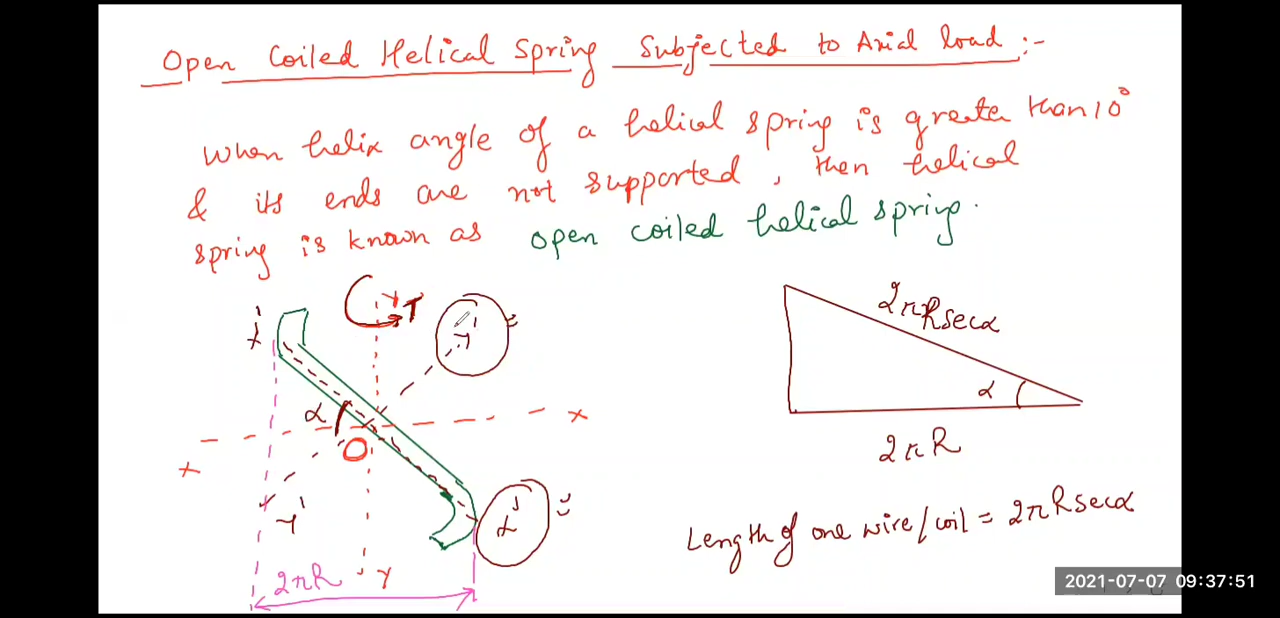 Open Coiled Helical Spring Subjected to Axial load :-
When helix angle of a helical spring is greater than 10°
& its ends are not supported, then helical
spring is known as open coiled helical spring.
Y T
Y'
α
O
X
X
Y'
2πR
Y
2πR secα
α
2πR
Length of one wire/coil = 2πR secα
2021-07-07 09:37:51